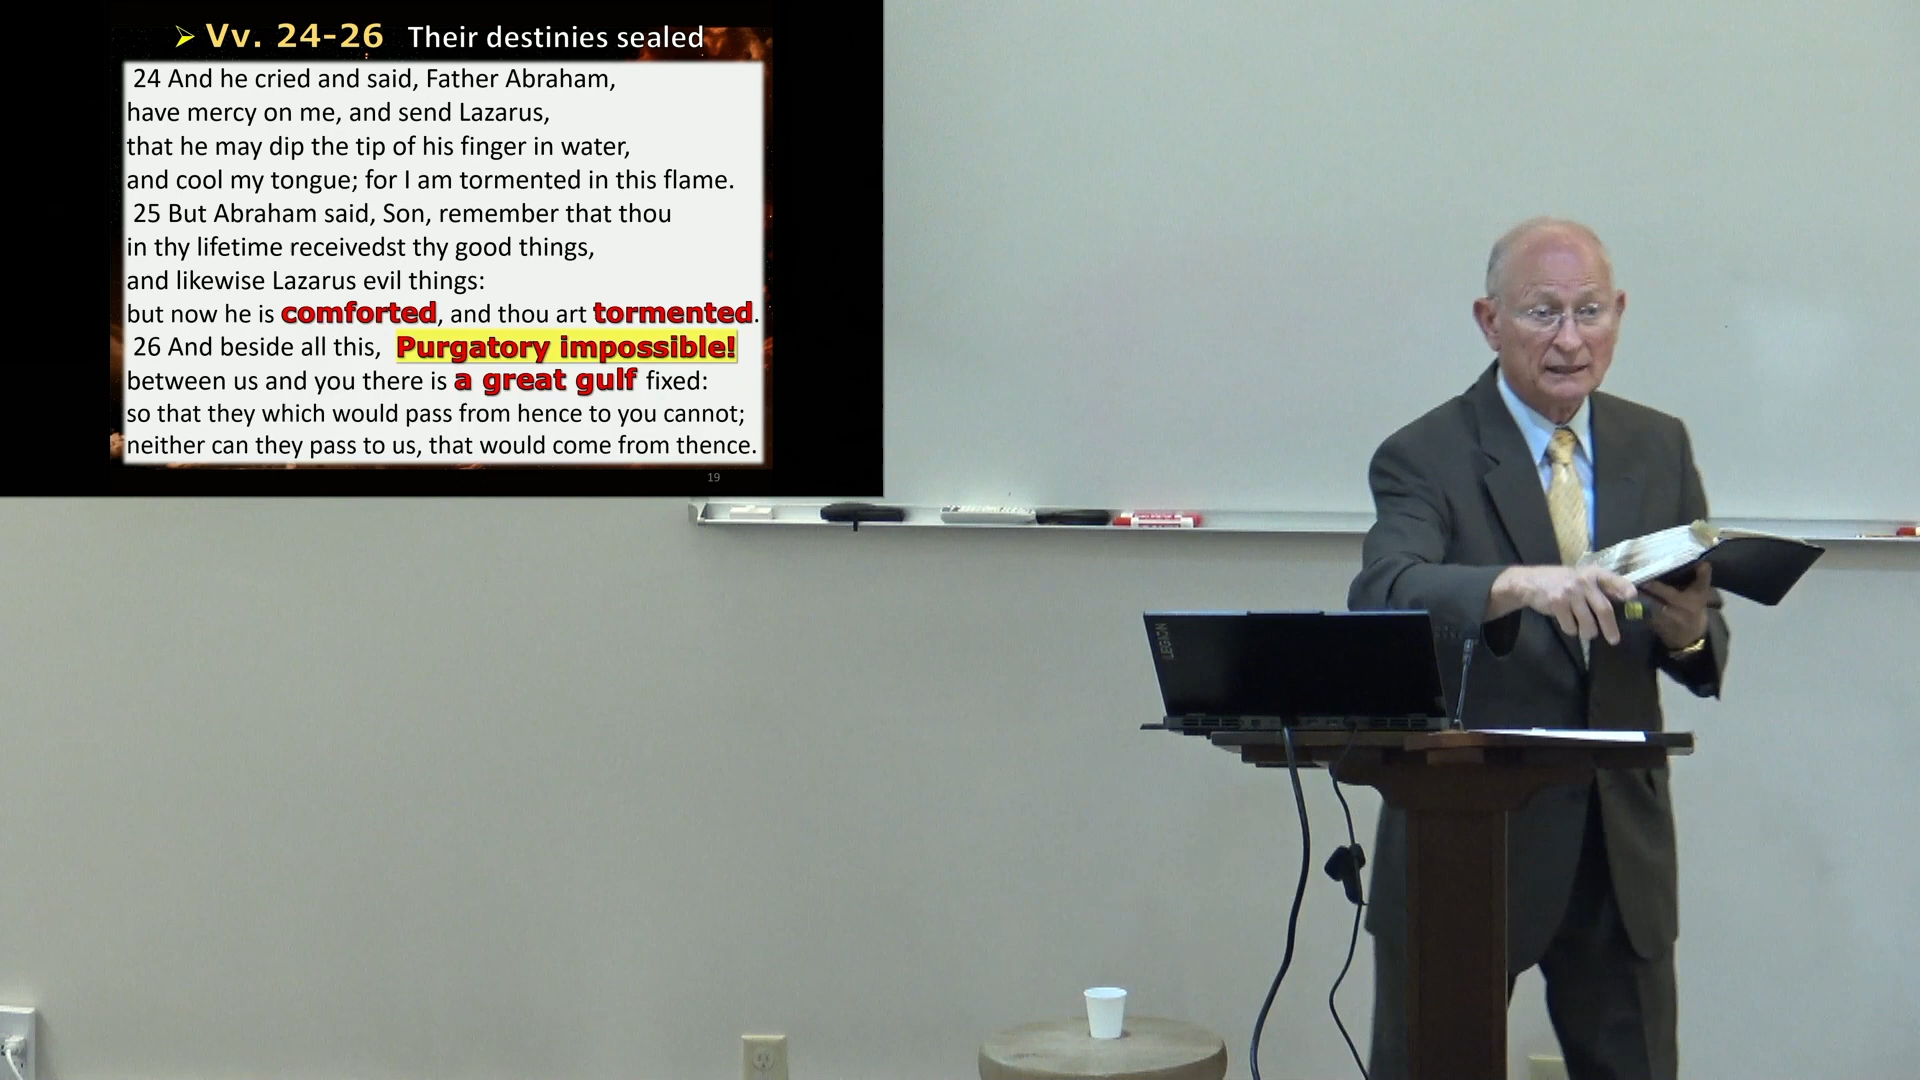 Vv. 24-26 Their destinies sealed
24 And he cried and said, Father Abraham,
have mercy on me, and send Lazarus,
that he may dip the tip of his finger in water,
and cool my tongue; for I am tormented in this flame.
25 But Abraham said, Son, remember that thou
in thy lifetime receivedst thy good things,
and likewise Lazarus evil things:
but now he is comforted, and thou art tormented.
26 And beside all this, Purgatory impossible!
between us and you there is a great gulf fixed:
so that they which would pass from hence to you cannot;
neither can they pass to us, that would come from thence.
19
LEGION